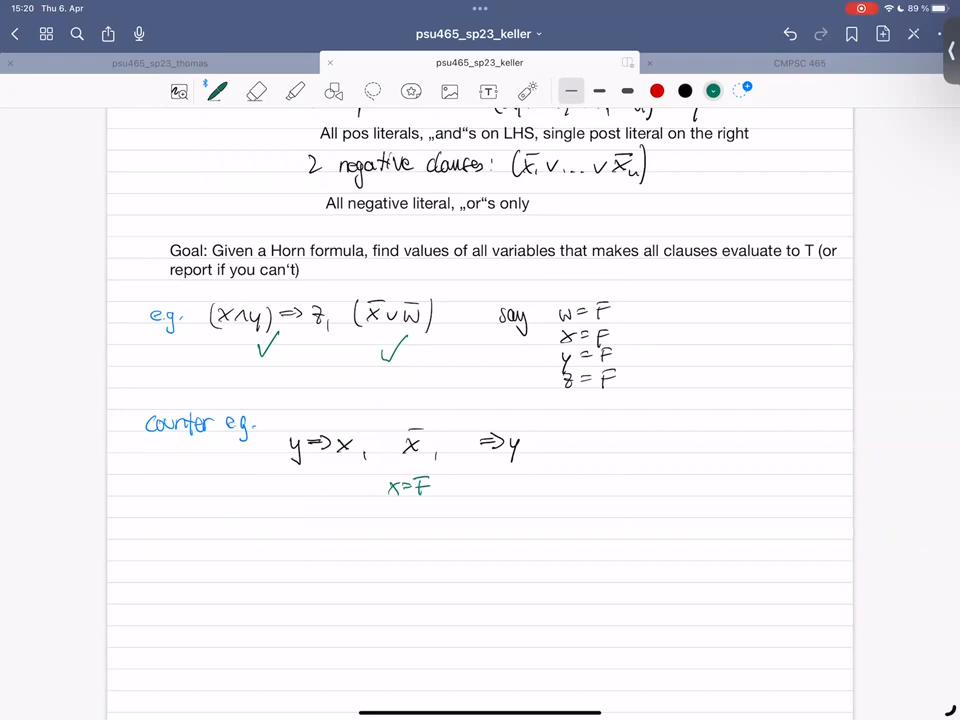 15:20 Thu 6. Apr
89 %
psu465_sp23_keller
psu465_sp23_thomas
psu465_sp23_keller
CMPSC 465
All pos literals, „and“s on LHS, single post literal on the right
2 negative clauses: (x̅₁ ∨ ... ∨ x̅ₙ)
All negative literal, „or“s only
Goal: Given a Horn formula, find values of all variables that makes all clauses evaluate to T (or
report if you can‘t)
e.g. (x∧y) ⟹ z, (x̅ ∨ w̅) say w = F
x = F
y = F
z = F
counter e.g.
y ⟹ x, x̅, ⟹ y
x = F